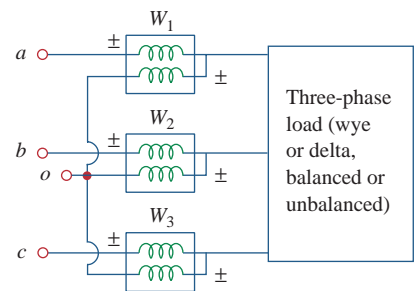 W₁
a ± ±
W₂
b ± ±
o
W₃
c ± ±
Three-phase
load (wye
or delta,
balanced or
unbalanced)